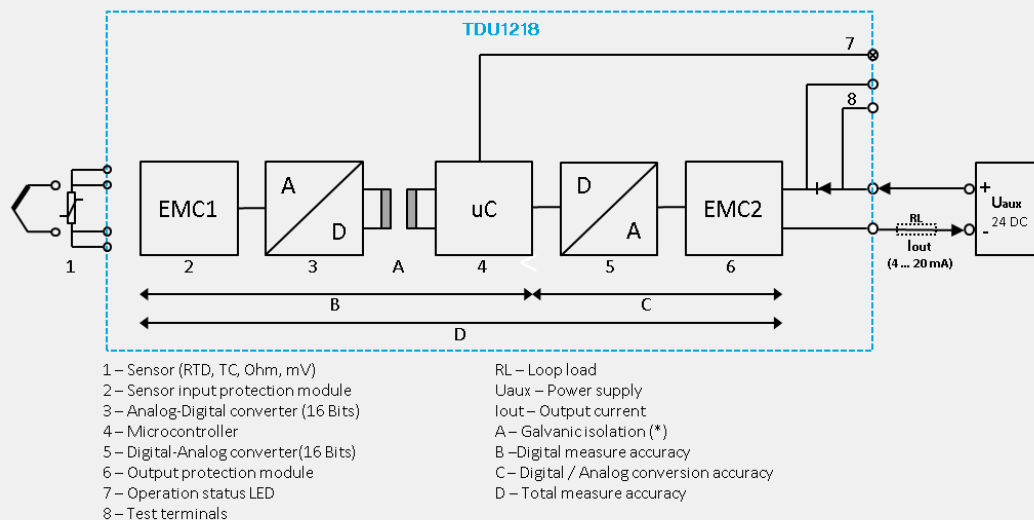 TDU1218
7
8
A
D
EMC1
A
D
uC
D
A
EMC2
+
Uaux
24 DC
-
RL
Iout
(4 ... 20 mA)
1
2
3
A
4
5
6
B
C
D
1 – Sensor (RTD, TC, Ohm, mV)
2 – Sensor input protection module
3 – Analog-Digital converter (16 Bits)
4 – Microcontroller
5 – Digital-Analog converter(16 Bits)
6 – Output protection module
7 – Operation status LED
8 – Test terminals
RL – Loop load
Uaux – Power supply
Iout – Output current
A – Galvanic isolation (*)
B –Digital measure accuracy
C – Digital / Analog conversion accuracy
D – Total measure accuracy